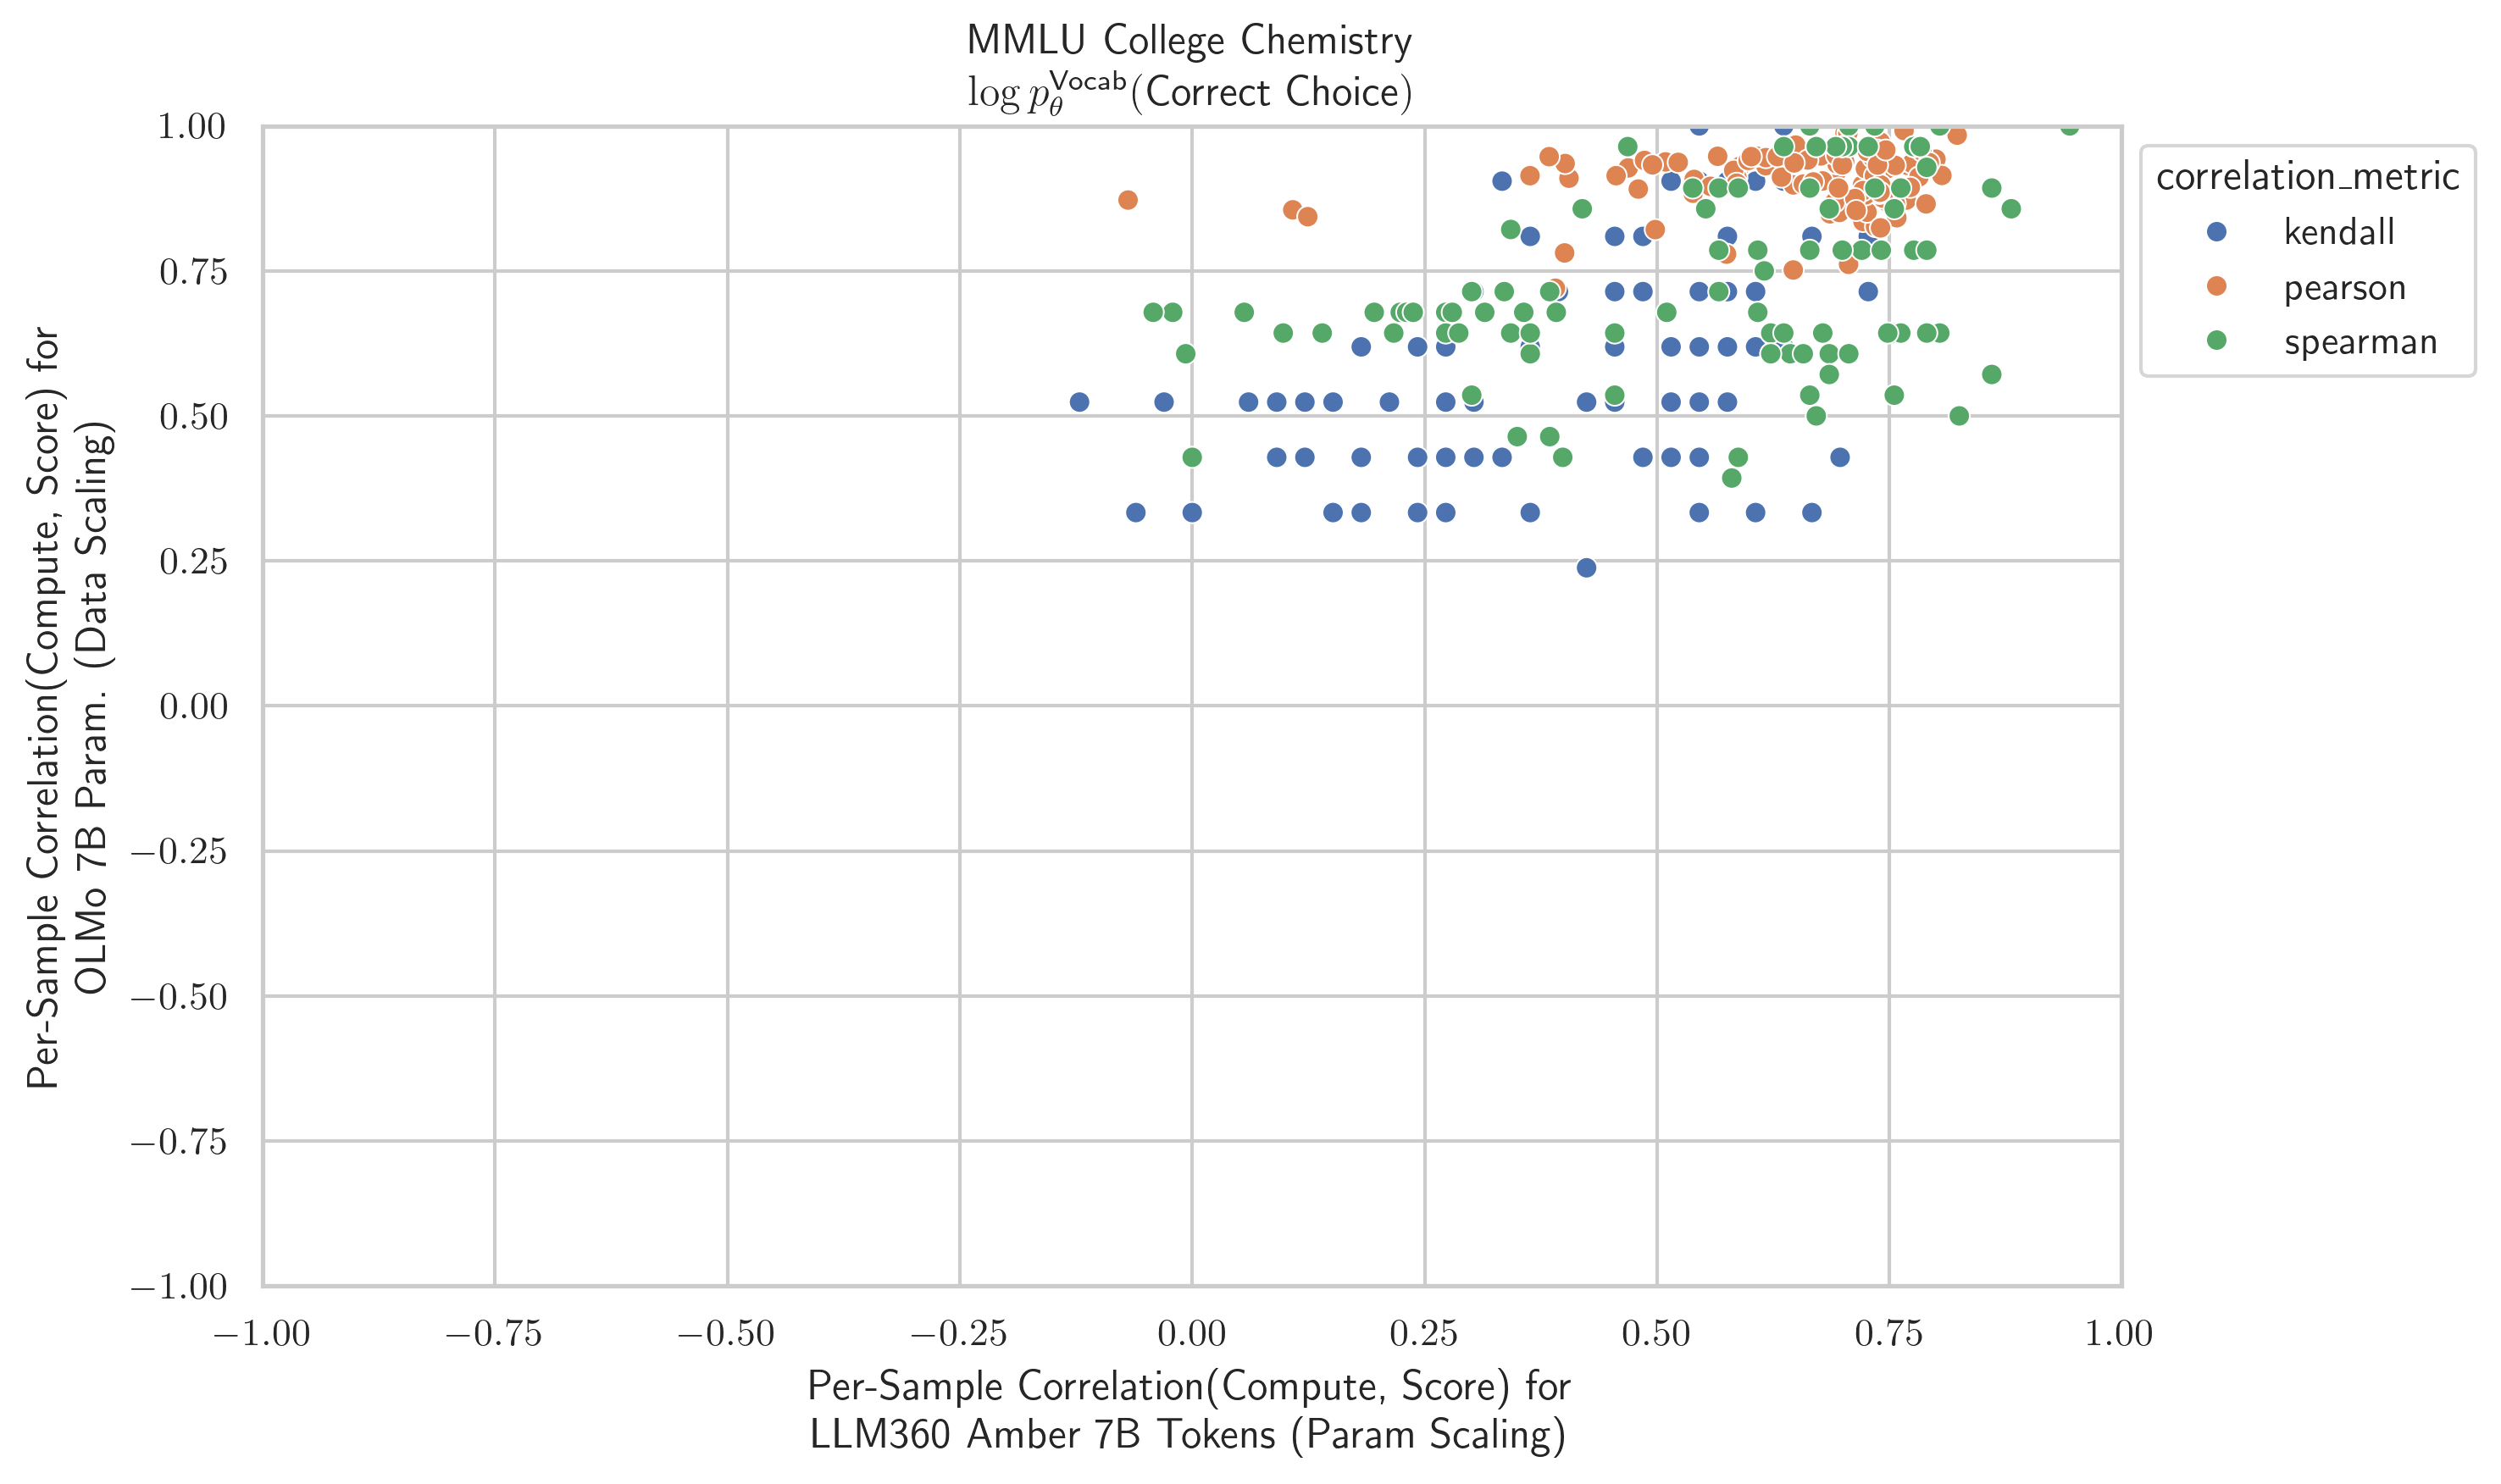 MMLU College Chemistry
log p_θ^Vocab(Correct Choice)
Per-Sample Correlation(Compute, Score) for
OLMo 7B Param. (Data Scaling)
1.00
0.75
0.50
0.25
0.00
−0.25
−0.50
−0.75
−1.00
correlation_metric
kendall
pearson
spearman
−1.00 −0.75 −0.50 −0.25 0.00 0.25 0.50 0.75 1.00
Per-Sample Correlation(Compute, Score) for
LLM360 Amber 7B Tokens (Param Scaling)